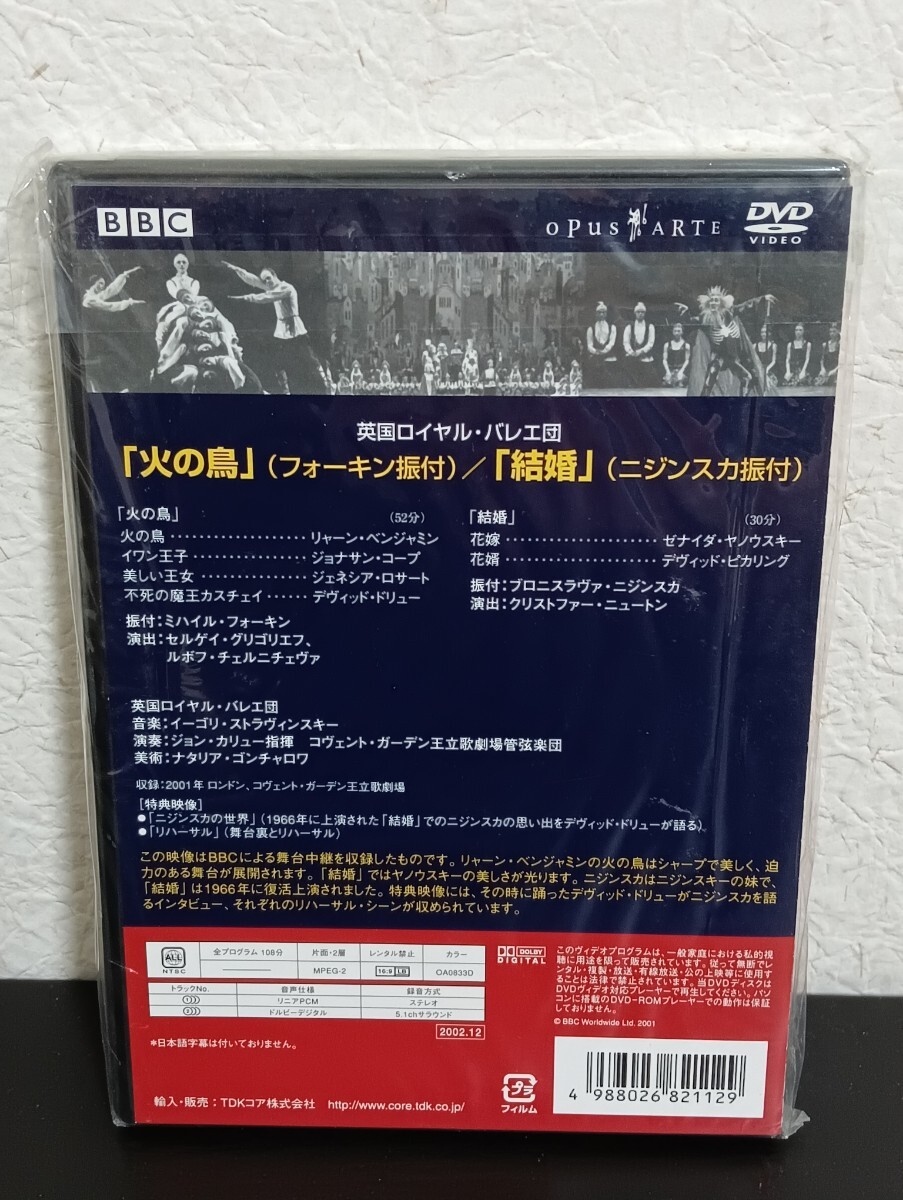 BBC
OPUS ARTE
DVD
VIDEO
英国ロイヤル・バレエ団
「火の鳥」(フォーキン振付)／「結婚」(ニジンスカ振付)
「火の鳥」 (52分)
火の鳥・・・・・・・・・・・・・・・・・リャーン・ベンジャミン
イワン王子・・・・・・・・・・・・・・ジョナサン・コープ
美しい王女・・・・・・・・・・・・・ジェネシア・ロサート
不死の魔王カスチェイ・・・・・・デヴィッド・ドリュー
振付：ミハイル・フォーキン
演出：セルゲイ・グリゴリエフ、
ルボフ・チェルニチェヴァ
「結婚」 (30分)
花嫁・・・・・・・・・・・・・・・・・・・・・ゼナイダ・ヤノウスキー
花婿・・・・・・・・・・・・・・・・・・・・・デヴィッド・ピカリング
振付：ブロニスラヴァ・ニジンスカ
演出：クリストファー・ニュートン
英国ロイヤル・バレエ団
音楽：イーゴリ・ストラヴィンスキー
演奏：ジョン・カリュー指揮 コヴェント・ガーデン王立歌劇場管弦楽団
美術：ナタリア・ゴンチャロワ
収録：2001年 ロンドン、コヴェント・ガーデン王立歌劇場
[特典映像]
●「ニジンスカの世界」(1966年に上演された「結婚」でのニジンスカの思い出をデヴィッド・ドリューが語る)
●「リハーサル」(舞台裏とリハーサル)
この映像はBBCによる舞台中継を収録したものです。リャーン・ベンジャミンの火の鳥はシャープで美しく、迫
力のある舞台が展開されます。「結婚」ではヤノウスキーの美しさが光ります。ニジンスカはニジンスキーの妹で、
「結婚」は1966年に復活上演されました。特典映像には、その時に踊ったデヴィッド・ドリューがニジンスカを語
るインタビュー、それぞれのリハーサル・シーンが収められています。
ALL
NTSC
全プログラム 108分 片面・2層 レンタル禁止 カラー
MPEG-2 16:9 LB OA0833D
トラックNo. 音声仕様 録音方式
1 リニアPCM ステレオ
2 ドルビーデジタル 5.1chサラウンド
2002.12
＊日本語字幕は付いておりません。
DOLBY
DIGITAL
このヴィデオプログラムは、一般家庭における私的視
聴に用途を限って販売されています。従って無断でレ
ンタル・複製・放送・有線放送・公の上映等に使用する
ことは法律で禁止されています。当DVDディスクは
DVDヴィデオ対応プレーヤーで再生してください。パソ
コンに搭載のDVD-ROMプレーヤーでの動作は保証
しておりません。
© BBC Worldwide Ltd. 2001
輸入・販売：TDKコア株式会社 http://www.core.tdk.co.jp/
プラ
フィルム
4 988026 821129